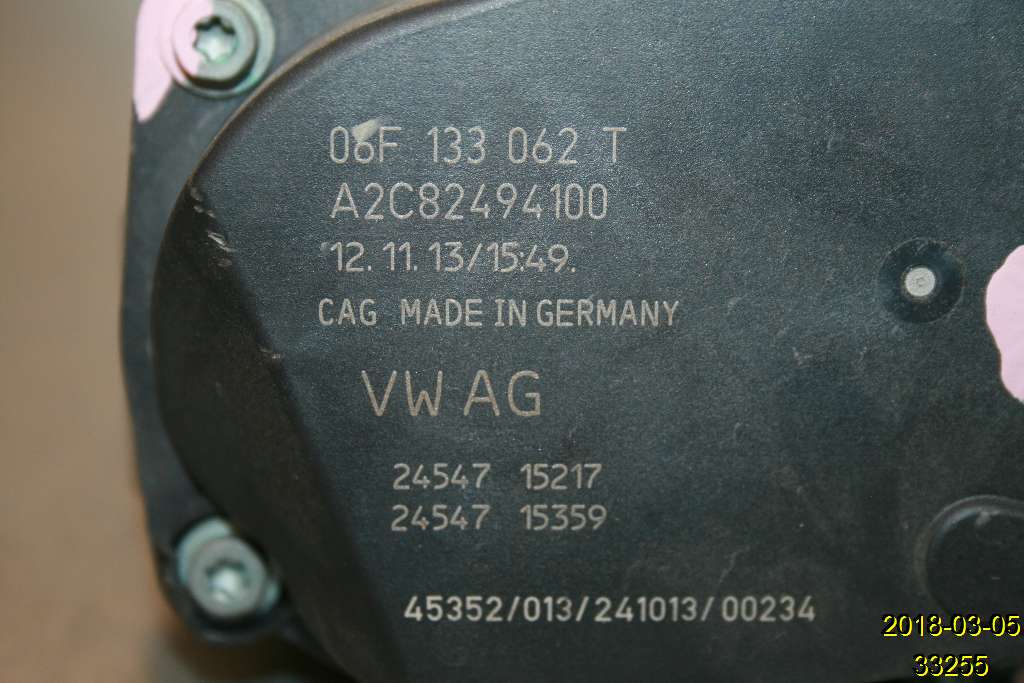 06F 133 062 T
A2C82494100
12.11.13/15:49.
CAG MADE IN GERMANY
VW AG
24547 15217
24547 15359
45352/013/241013/00234
2018-03-05
33255